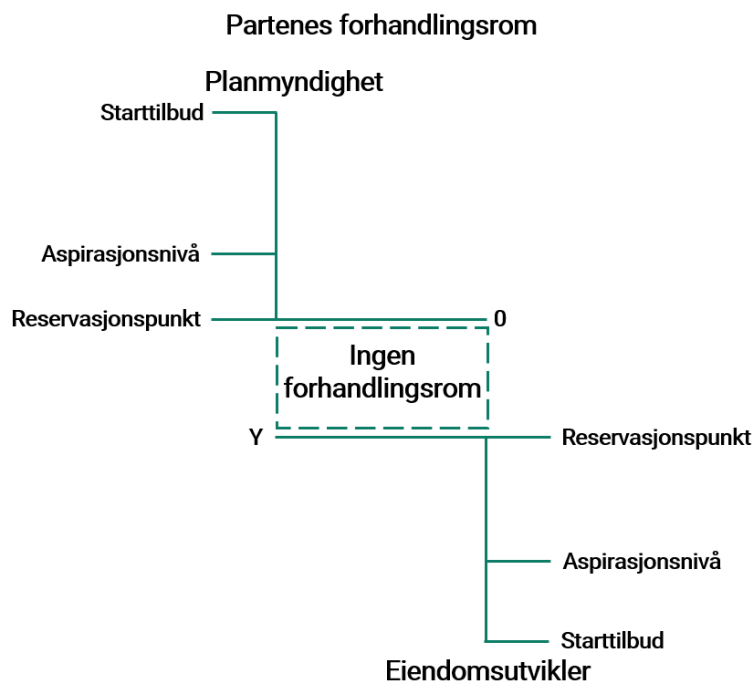 Partenes forhandlingsrom
Planmyndighet
Starttilbud
Aspirasjonsnivå
Reservasjonspunkt
0
Ingen
forhandlingsrom
Y
Reservasjonspunkt
Aspirasjonsnivå
Starttilbud
Eiendomsutvikler